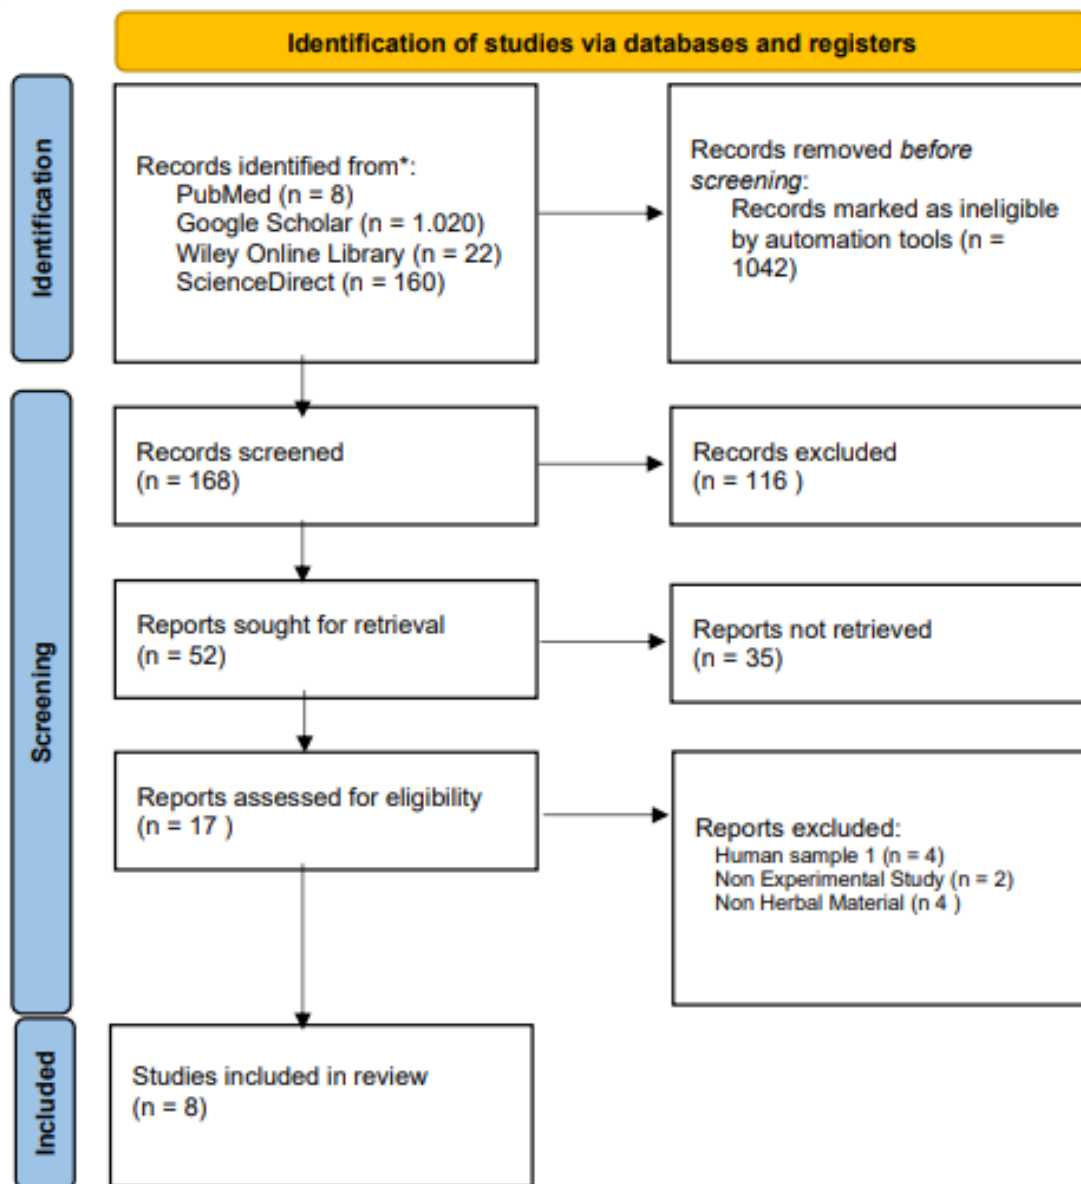 Identification of studies via databases and registers
Identification
Records identified from*:
PubMed (n = 8)
Google Scholar (n = 1.020)
Wiley Online Library (n = 22)
ScienceDirect (n = 160)
Records removed before
screening:
Records marked as ineligible
by automation tools (n =
1042)
Screening
Records screened
(n = 168)
Records excluded
(n = 116 )
Reports sought for retrieval
(n = 52)
Reports not retrieved
(n = 35)
Reports assessed for eligibility
(n = 17 )
Reports excluded:
Human sample 1 (n = 4)
Non Experimental Study (n = 2)
Non Herbal Material (n 4 )
Included
Studies included in review
(n = 8)